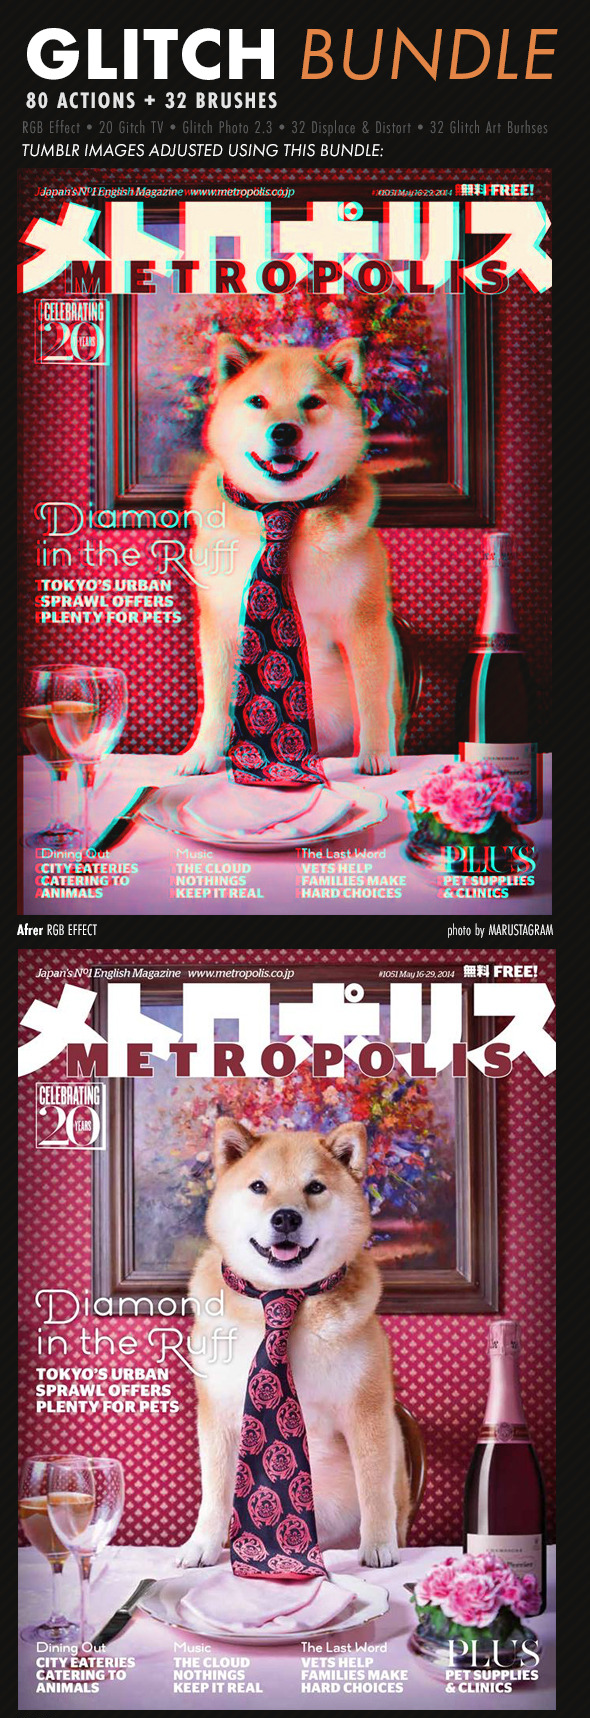 GLITCH BUNDLE
80 ACTIONS + 32 BRUSHES
RGB Effect • 20 Gitch TV • Glitch Photo 2.3 • 32 Displace & Distort • 32 Glitch Art Burhses
TUMBLR IMAGES ADJUSTED USING THIS BUNDLE:
Japan's Nº1 English Magazine www.metropolis.co.jp #1051 May 16-29, 2014 無料 FREE!
メトロポリス
METROPOLIS
CELEBRATING
20 YEARS
Diamond
in the Ruff
TOKYO'S URBAN
SPRAWL OFFERS
PLENTY FOR PETS
Dining Out
CITY EATERIES
CATERING TO
ANIMALS
Music
THE CLOUD
NOTHINGS
KEEP IT REAL
The Last Word
VETS HELP
FAMILIES MAKE
HARD CHOICES
PLUS
PET SUPPLIES
& CLINICS
Afrer RGB EFFECT photo by MARUSTAGRAM
Japan's Nº1 English Magazine www.metropolis.co.jp #1051 May 16-29, 2014 無料 FREE!
メトロポリス
METROPOLIS
CELEBRATING
20 YEARS
Diamond
in the Ruff
TOKYO'S URBAN
SPRAWL OFFERS
PLENTY FOR PETS
Dining Out
CITY EATERIES
CATERING TO
ANIMALS
Music
THE CLOUD
NOTHINGS
KEEP IT REAL
The Last Word
VETS HELP
FAMILIES MAKE
HARD CHOICES
PLUS
PET SUPPLIES
& CLINICS